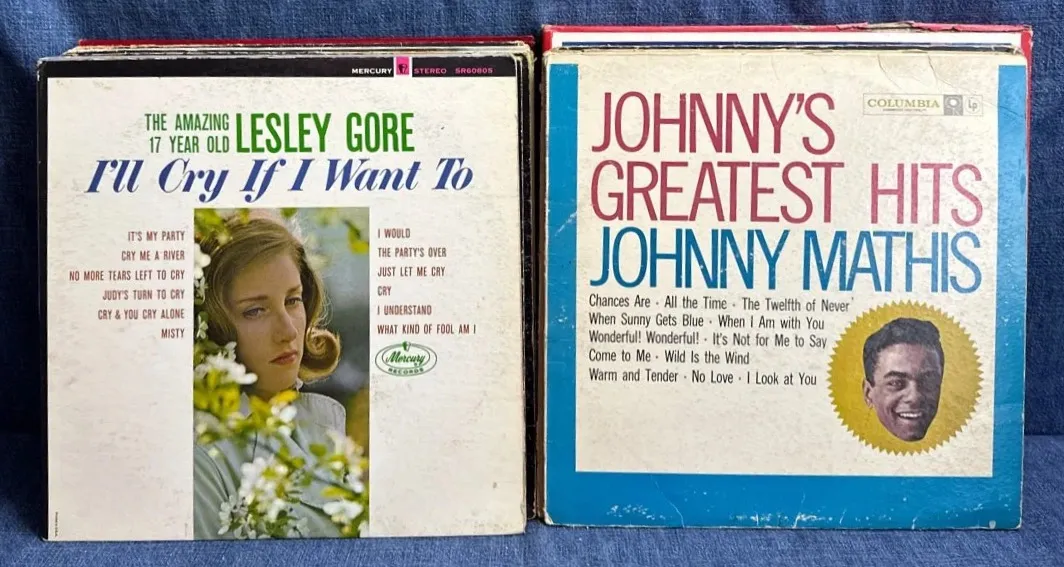 MERCURY STEREO SR60805
THE AMAZING
17 YEAR OLD
LESLEY GORE
I'll Cry If I Want To
IT'S MY PARTY
CRY ME A RIVER
NO MORE TEARS LEFT TO CRY
JUDY'S TURN TO CRY
CRY & YOU CRY ALONE
MISTY
I WOULD
THE PARTY'S OVER
JUST LET ME CRY
CRY
I UNDERSTAND
WHAT KIND OF FOOL AM I
Mercury
RECORDS
COLUMBIA
Lp
JOHNNY'S
GREATEST HITS
JOHNNY MATHIS
Chances Are · All the Time · The Twelfth of Never
When Sunny Gets Blue · When I Am with You
Wonderful! Wonderful! · It's Not for Me to Say
Come to Me · Wild Is the Wind
Warm and Tender · No Love · I Look at You